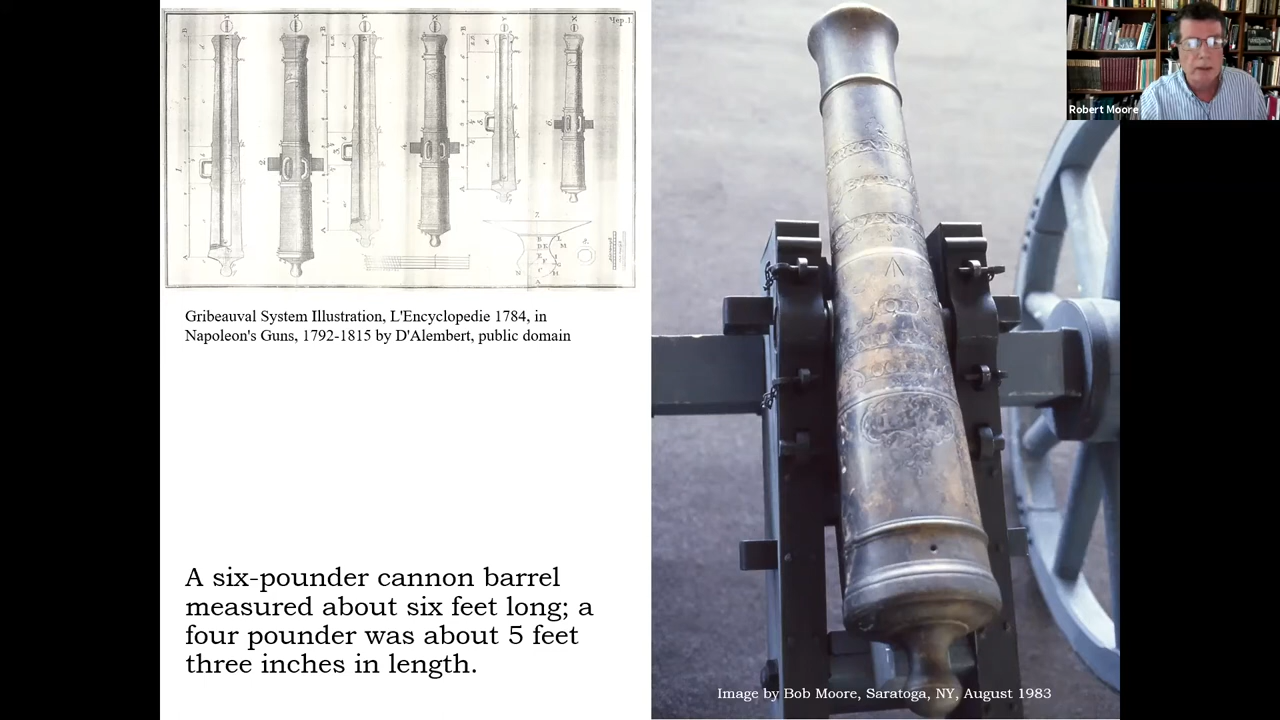 Чер. 1.
Robert Moore
Gribeauval System Illustration, L'Encyclopedie 1784, in
Napoleon's Guns, 1792-1815 by D'Alembert, public domain
A six-pounder cannon barrel
measured about six feet long; a
four pounder was about 5 feet
three inches in length.
Image by Bob Moore, Saratoga, NY, August 1983